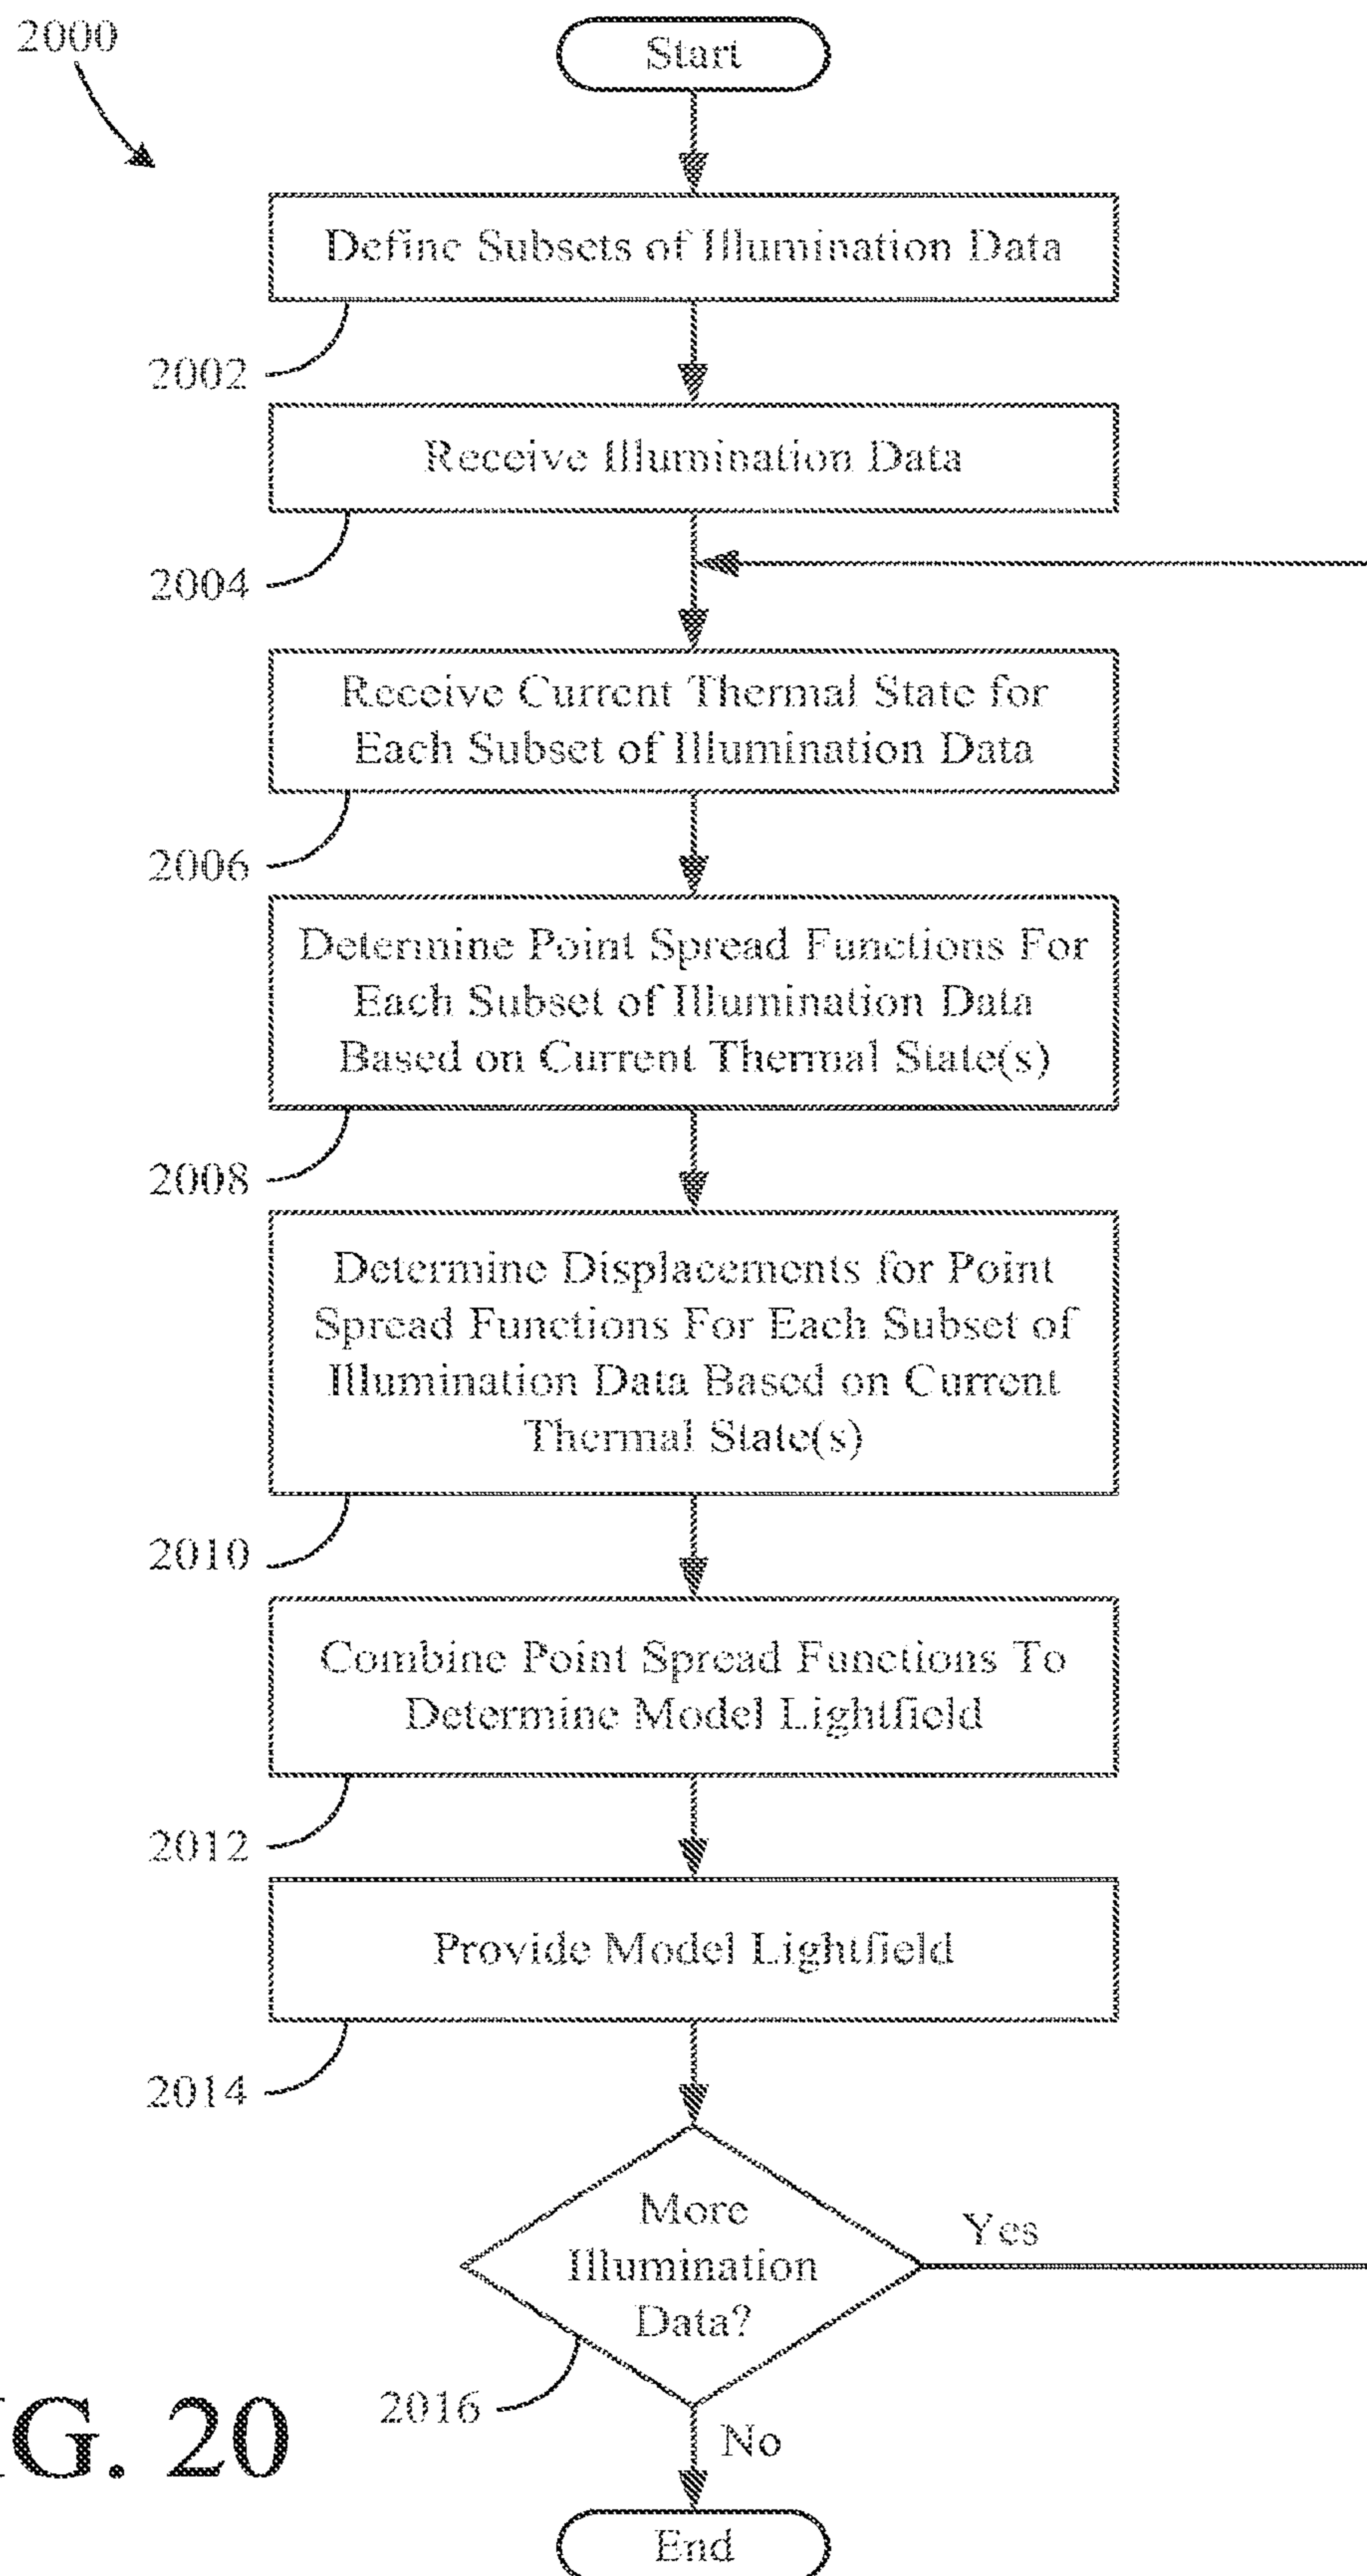 2000
Start
Define Subsets of Illumination Data
2002
Receive Illumination Data
2004
Receive Current Thermal State for
Each Subset of Illumination Data
2006
Determine Point Spread Functions For
Each Subset of Illumination Data
Based on Current Thermal State(s)
2008
Determine Displacements for Point
Spread Functions For Each Subset of
Illumination Data Based on Current
Thermal State(s)
2010
Combine Point Spread Functions To
Determine Model Lightfield
2012
Provide Model Lightfield
2014
More
Illumination
Data?
Yes
2016
No
G. 20
End